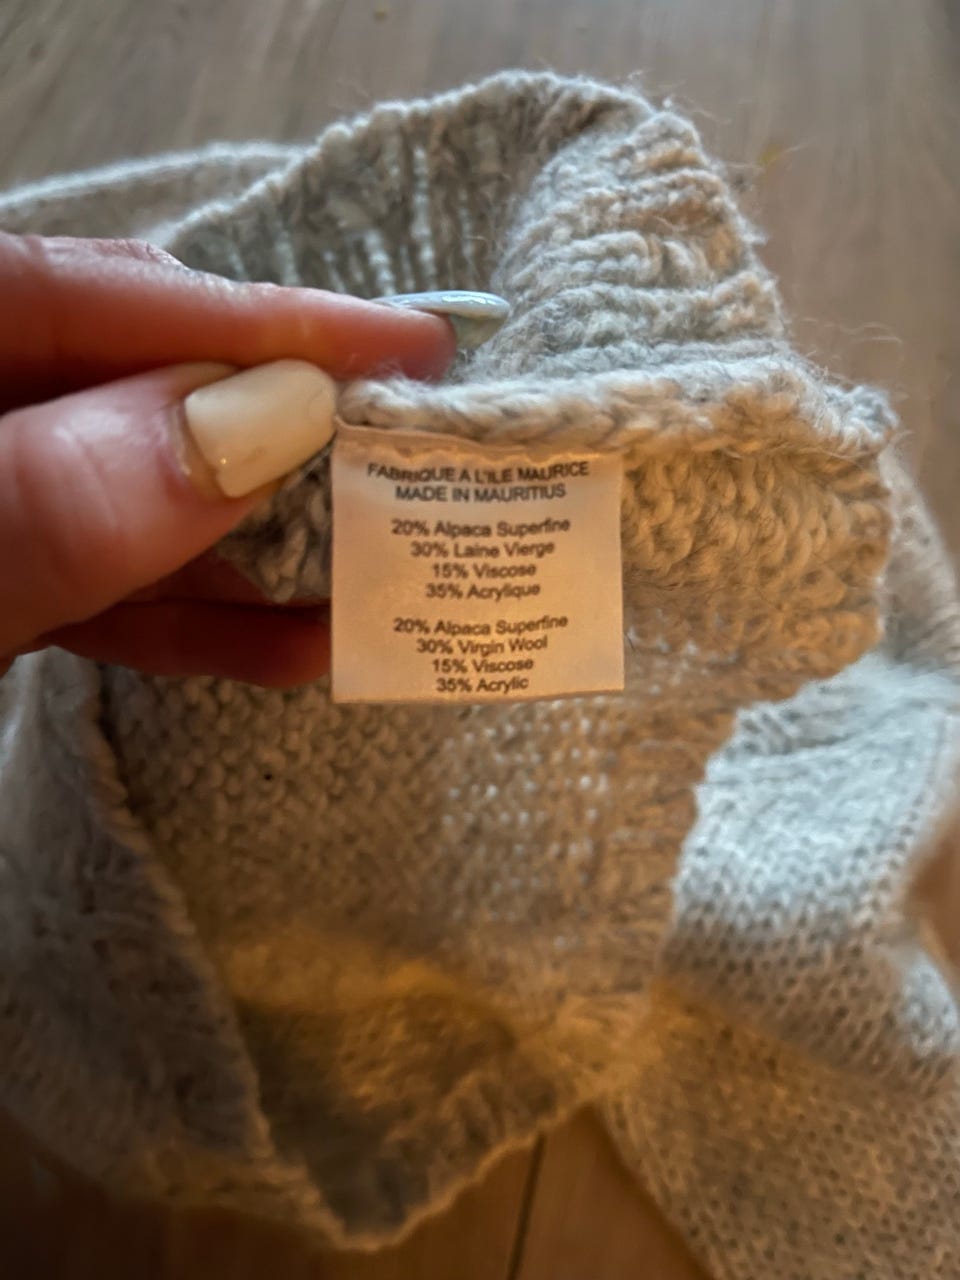 FABRIQUE A L'ILE MAURICE
MADE IN MAURITIUS
20% Alpaca Superfine
30% Laine Vierge
15% Viscose
35% Acrylique
20% Alpaca Superfine
30% Virgin Wool
15% Viscose
35% Acrylic